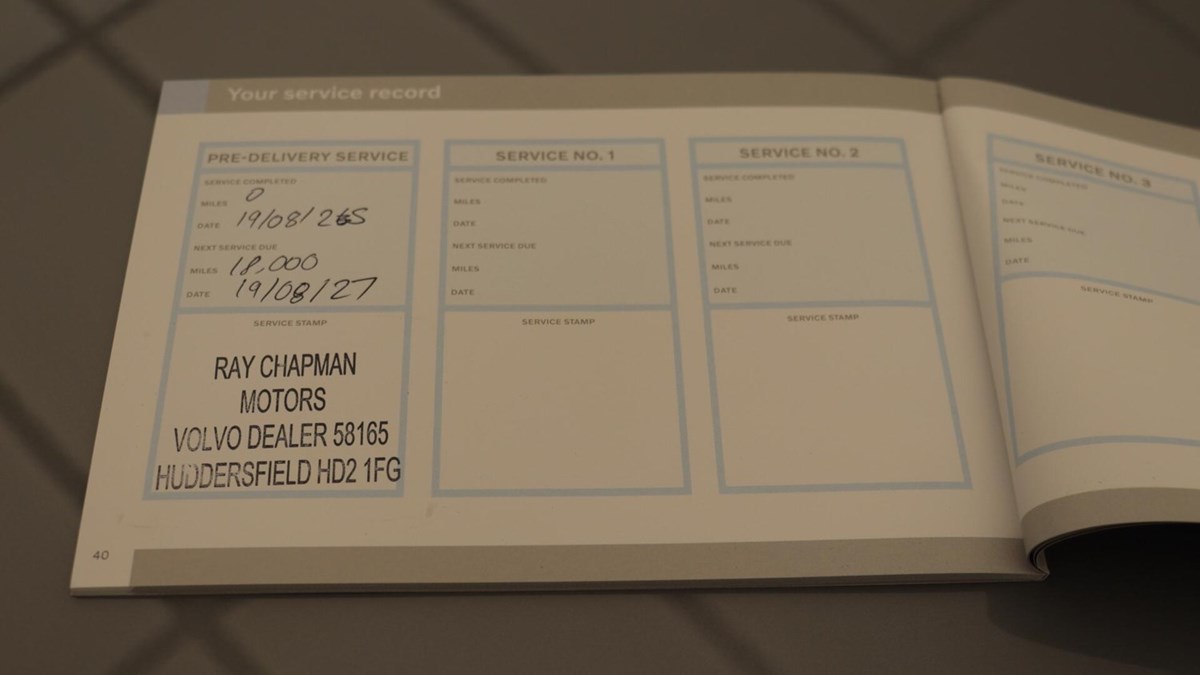 Your service record
PRE-DELIVERY SERVICE
SERVICE COMPLETED
MILES 0
DATE 19/08/25
NEXT SERVICE DUE
MILES 18,000
DATE 19/08/27
SERVICE STAMP
RAY CHAPMAN
MOTORS
VOLVO DEALER 58165
HUDDERSFIELD HD2 1FG
SERVICE NO. 1
SERVICE COMPLETED
MILES
DATE
NEXT SERVICE DUE
MILES
DATE
SERVICE STAMP
SERVICE NO. 2
SERVICE COMPLETED
MILES
DATE
NEXT SERVICE DUE
MILES
DATE
SERVICE STAMP
SERVICE NO. 3
SERVICE COMPLETED
MILES
DATE
NEXT SERVICE DUE
MILES
DATE
SERVICE STAMP
40